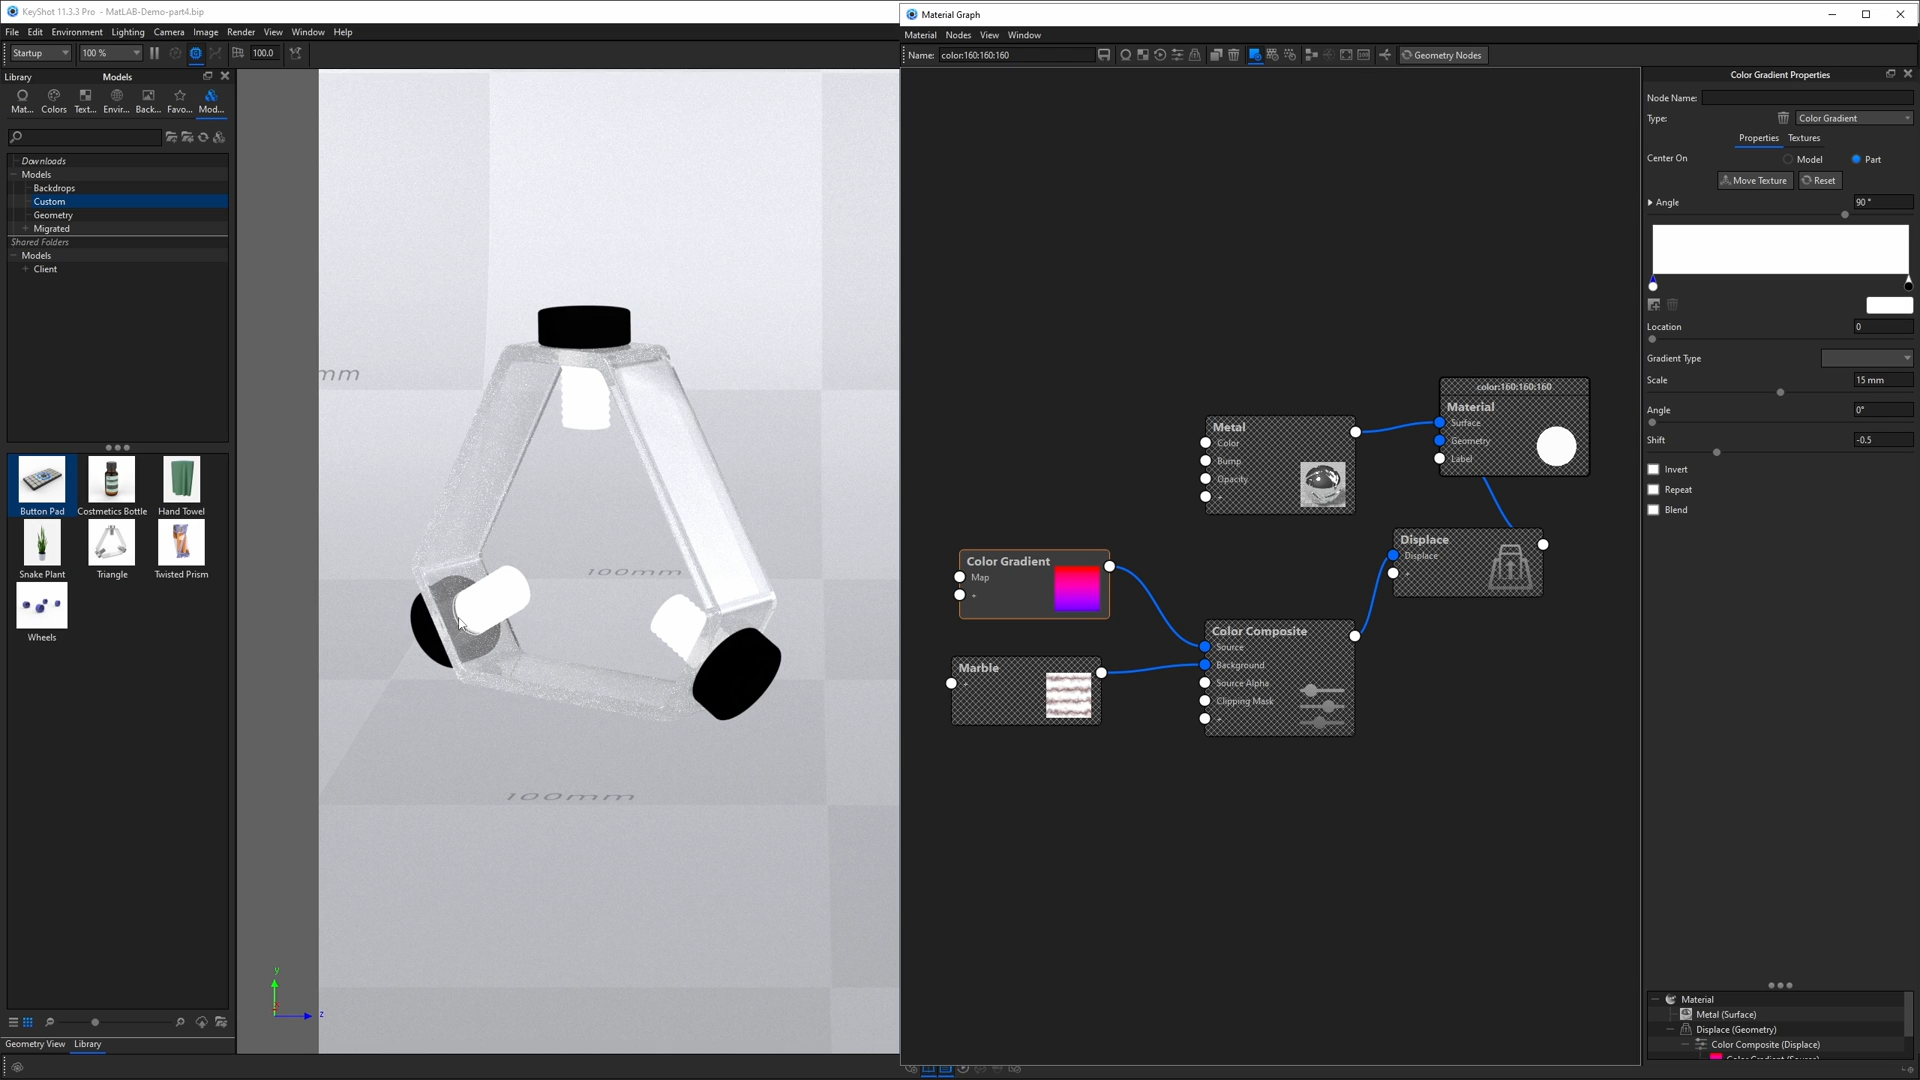 KeyShot 11.3.3 Pro - MatLAB-Demo-part4.bip
File Edit Environment Lighting Camera Image Render View Window Help
Startup 100 % 100.0
Library Models
Mat... Colors Text... Envir... Back... Favo... Mod...
Downloads
Models
Backdrops
Custom
Geometry
Migrated
Shared Folders
Models
Client
Button Pad Costmetics Bottle Hand Towel
Snake Plant Triangle Twisted Prism
Wheels
Geometry View Library
mm
100mm
100mm
y
z
Material Graph
Material Nodes View Window
Name: color:160:160:160 Geometry Nodes
color:160:160:160
Material
Surface
Geometry
Label
Metal
Color
Bump
Opacity
+
Color Gradient
Map
+
Displace
Displace
+
Color Composite
Source
Background
Source Alpha
Clipping Mask
+
Marble
+
Color Gradient Properties
Node Name:
Type: Color Gradient
Properties Textures
Center On Model Part
Move Texture Reset
Angle 90 °
Location 0
Gradient Type
Scale 15 mm
Angle 0°
Shift -0.5
Invert
Repeat
Blend
Material
Metal (Surface)
Displace (Geometry)
Color Composite (Displace)
Color Gradient (Source)